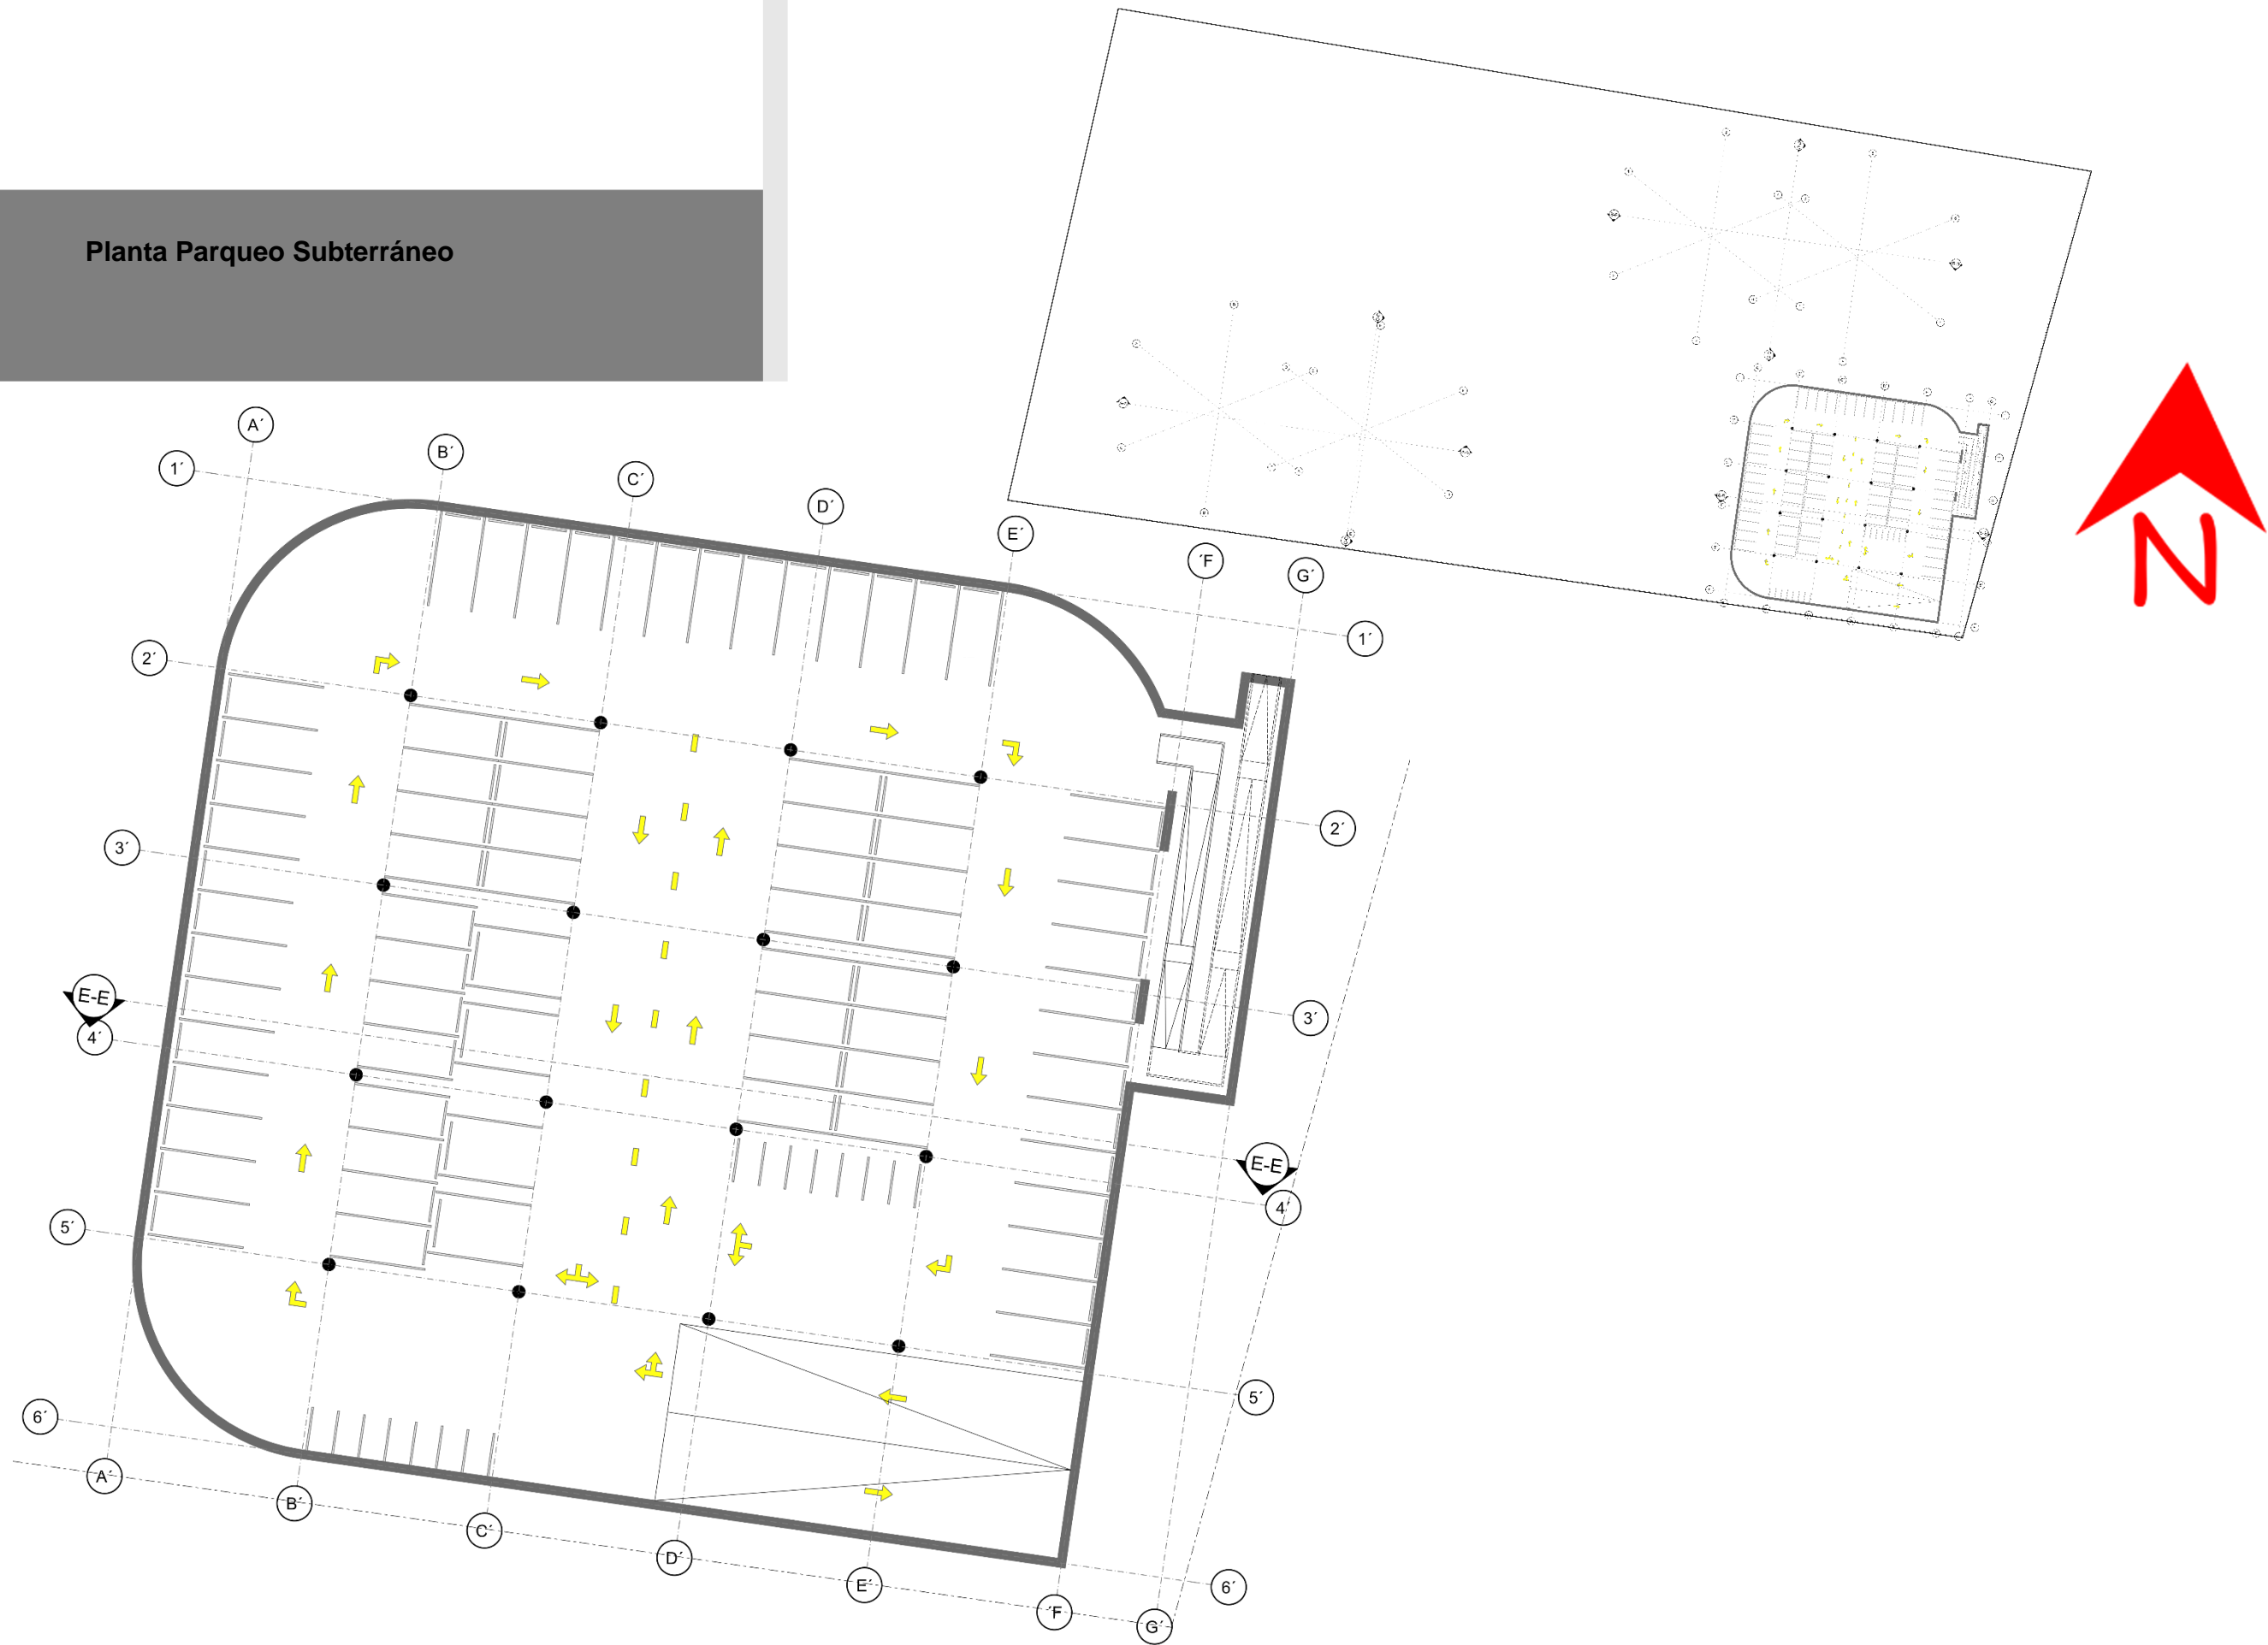 Planta Parqueo Subterráneo
N
A´
B´
C´
D´
E´
´F
G´
1´
1´
2´
2´
3´
3´
E-E
E-E
4´
4´
5´
5´
6´
6´
A´
B´
C´
D´
E´
´F
G´